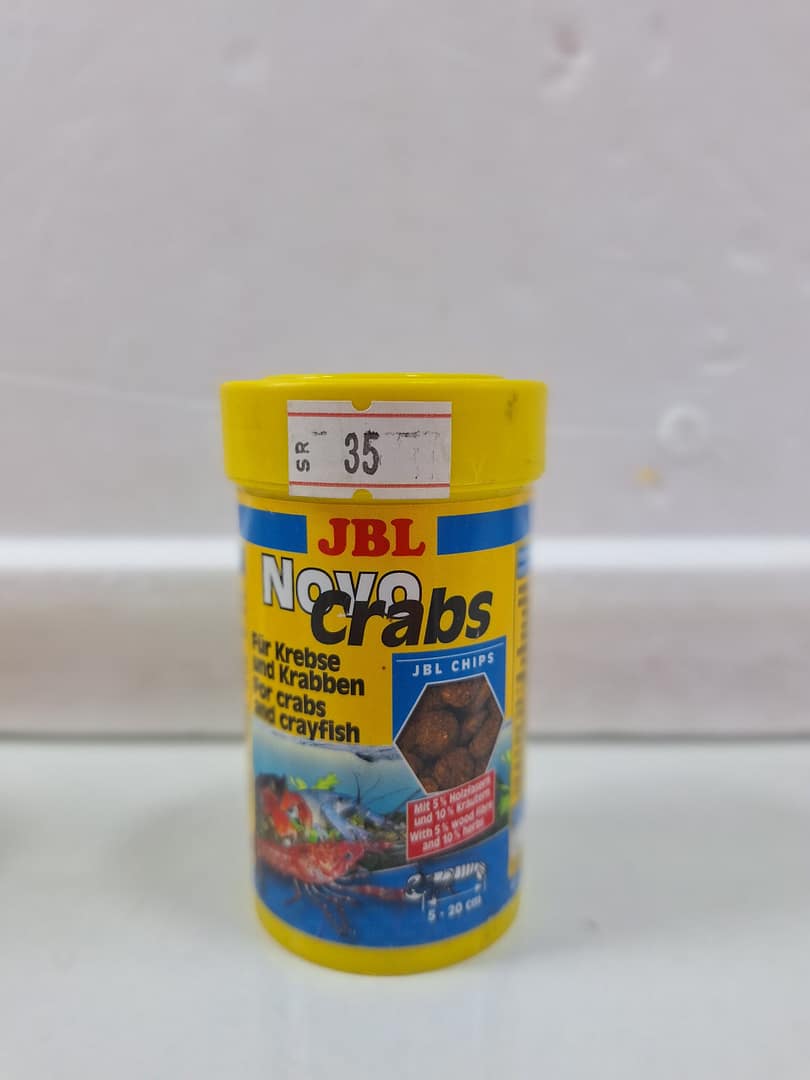 SR 35
JBL
Novo
Crabs
Für Krebse
und Krabben
For crabs
and crayfish
JBL CHIPS
Mit 5 % Holzfasern
und 10 % Kräutern
With 5 % wood fibre
and 10 % herbs
5 - 20 cm